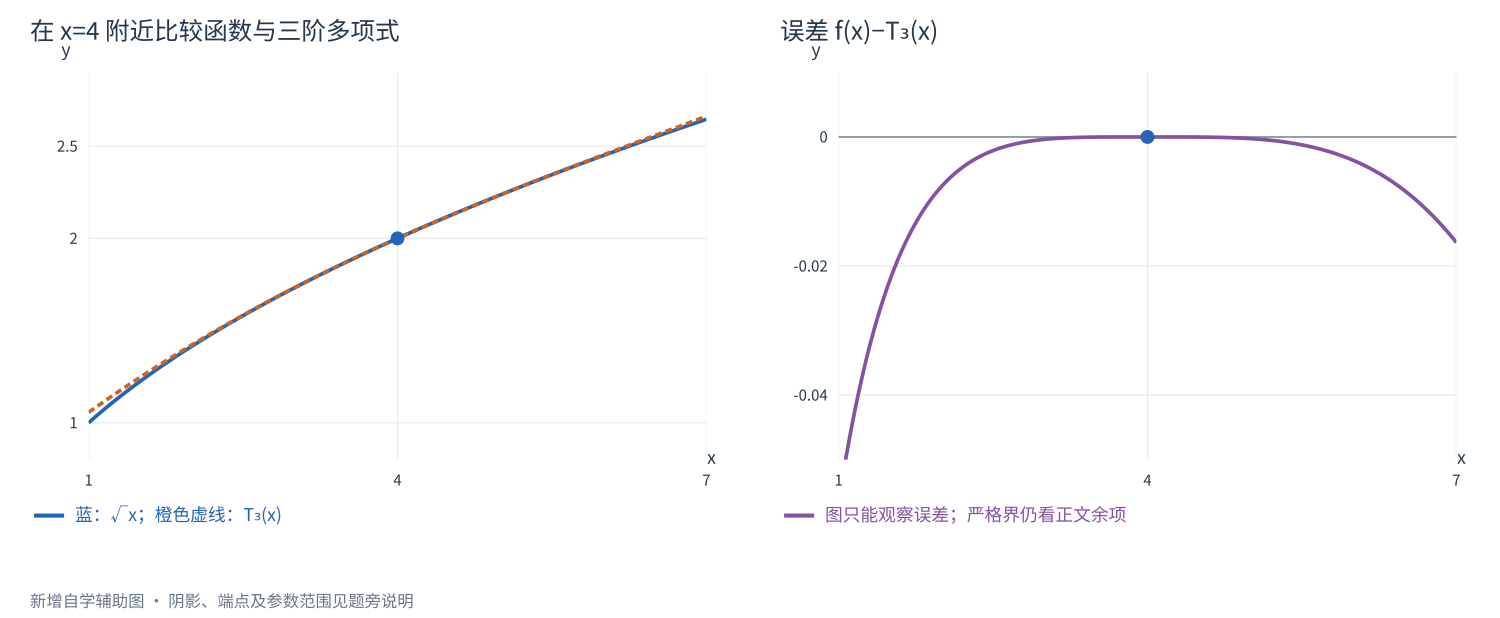 在 x=4 附近比较函数与三阶多项式
y
2.5
2
1
x
1
4
7
蓝：√x；橙色虚线：T₃(x)
误差 f(x)−T₃(x)
y
0
-0.02
-0.04
x
1
4
7
图只能观察误差；严格界仍看正文余项
新增自学辅助图 · 阴影、端点及参数范围见题旁说明